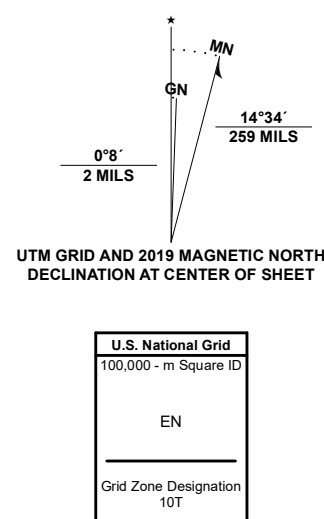 ★
MN
GN
0°8´
2 MILS
14°34´
259 MILS
UTM GRID AND 2019 MAGNETIC NORTH
DECLINATION AT CENTER OF SHEET
U.S. National Grid
100,000 - m Square ID
EN
Grid Zone Designation
10T